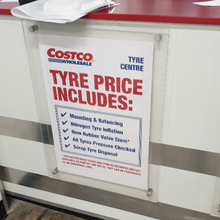 COSTCO
WHOLESALE
TYRE
CENTRE
TYRE PRICE
INCLUDES:
✓ Mounting & Balancing
✓ Nitrogen Tyre Inflation
✓ New Rubber Valve Stem*
✓ All Tyres Pressure Checked
✓ Scrap Tyre Disposal